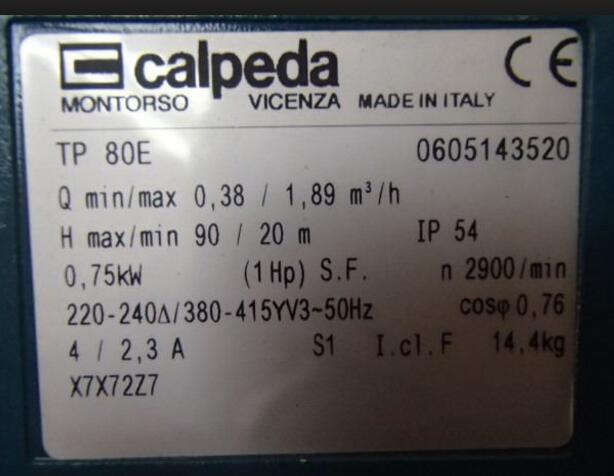 calpeda CE
MONTORSO VICENZA MADE IN ITALY
TP 80E 0605143520
Q min/max 0,38 / 1,89 m³/h
H max/min 90 / 20 m IP 54
0,75kW (1Hp) S.F. n 2900/min
220-240Δ/380-415YV3~50Hz cosφ 0,76
4 / 2,3 A S1 I.cl.F 14,4kg
X7X72Z7